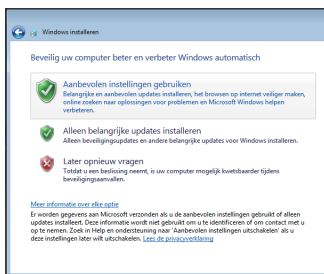 Windows installeren
Beveilig uw computer beter en verbeter Windows automatisch
Aanbevolen instellingen gebruiken
Belangrijke en aanbevolen updates installeren, het browsen op internet veiliger maken,
online zoeken naar oplossingen voor problemen en Microsoft Windows helpen
verbeteren.
Alleen belangrijke updates installeren
Alleen beveiligingsupdates en andere belangrijke updates voor Windows installeren.
Later opnieuw vragen
Totdat u een beslissing neemt, is uw computer mogelijk kwetsbaarder tijdens
beveiligingsaanvallen.
Meer informatie over elke optie
Er worden gegevens aan Microsoft verzonden als u de aanbevolen instellingen gebruikt of alleen
updates installeert. Deze informatie wordt niet gebruikt om u te identificeren of om contact met u
op te nemen. Zoek in Help en ondersteuning naar 'Aanbevolen instellingen uitschakelen' als u
deze instellingen later wilt uitschakelen. Lees de privacyverklaring